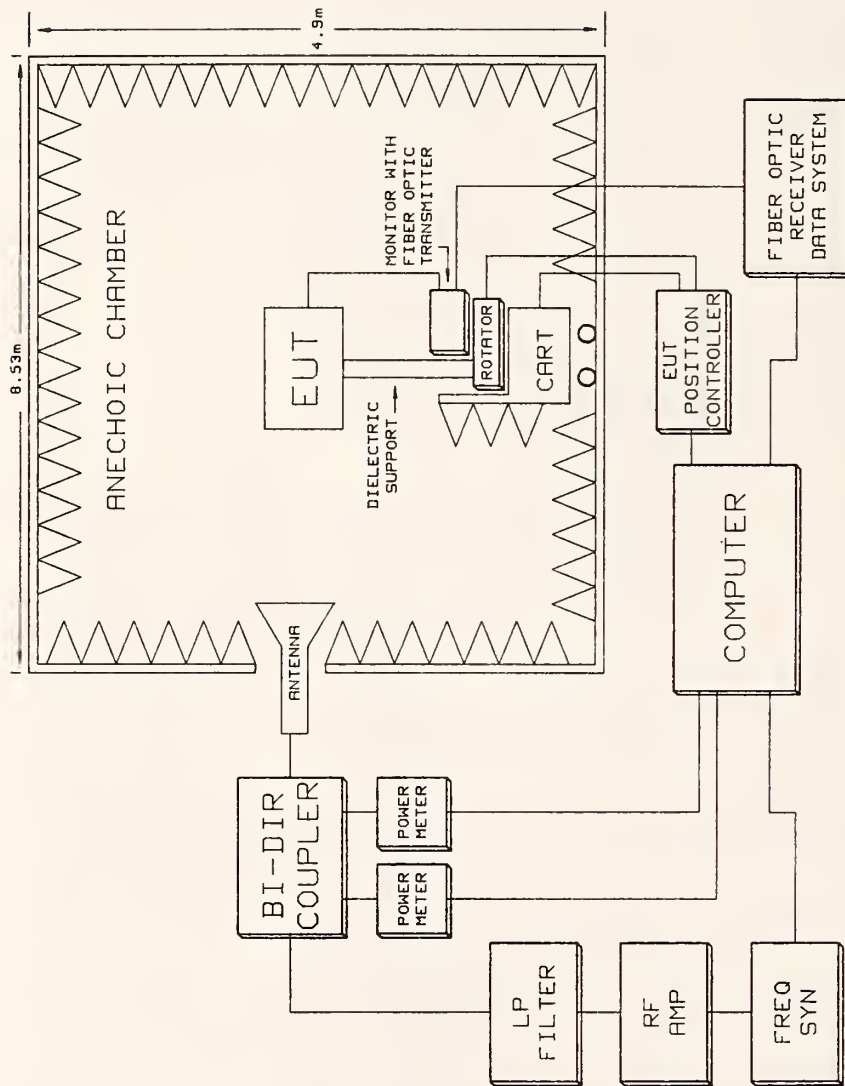 8.53m
4.9m
ANECHOIC CHAMBER
EUT
MONITOR WITH
FIBER OPTIC
TRANSMITTER
DIELECTRIC
SUPPORT
ROTATOR
CART
ANTENNA
BI-DIR
COUPLER
POWER
METER
POWER
METER
LP
FILTER
RF
AMP
FREQ
SYN
COMPUTER
EUT
POSITION
CONTROLLER
FIBER OPTIC
RECEIVER
DATA SYSTEM